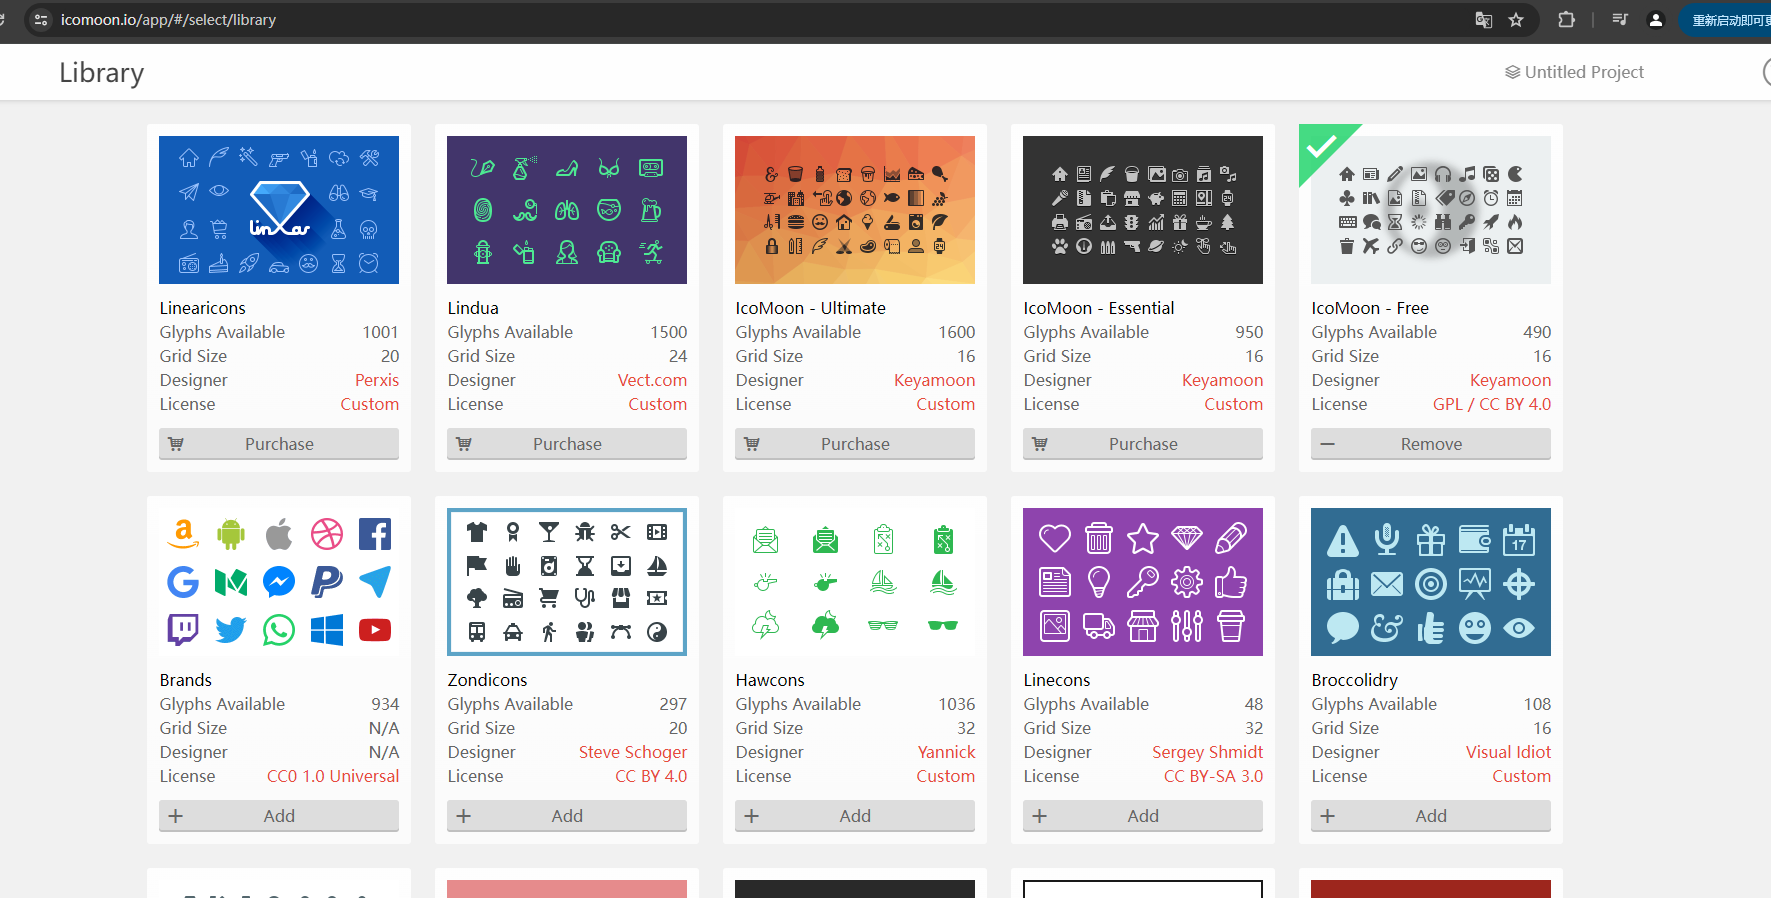 icomoon.io/app/#/select/library
重新启动即可更
Library
Untitled Project
linXar
Linearicons
Glyphs Available 1001
Grid Size 20
Designer Perxis
License Custom
Purchase
Lindua
Glyphs Available 1500
Grid Size 24
Designer Vect.com
License Custom
Purchase
IcoMoon - Ultimate
Glyphs Available 1600
Grid Size 16
Designer Keyamoon
License Custom
Purchase
IcoMoon - Essential
Glyphs Available 950
Grid Size 16
Designer Keyamoon
License Custom
Purchase
IcoMoon - Free
Glyphs Available 490
Grid Size 16
Designer Keyamoon
License GPL / CC BY 4.0
Remove
Brands
Glyphs Available 934
Grid Size N/A
Designer N/A
License CC0 1.0 Universal
Add
Zondicons
Glyphs Available 297
Grid Size 20
Designer Steve Schoger
License CC BY 4.0
Add
Hawcons
Glyphs Available 1036
Grid Size 32
Designer Yannick
License Custom
Add
Linecons
Glyphs Available 48
Grid Size 32
Designer Sergey Shmidt
License CC BY-SA 3.0
Add
17
Broccolidry
Glyphs Available 108
Grid Size 16
Designer Visual Idiot
License Custom
Add